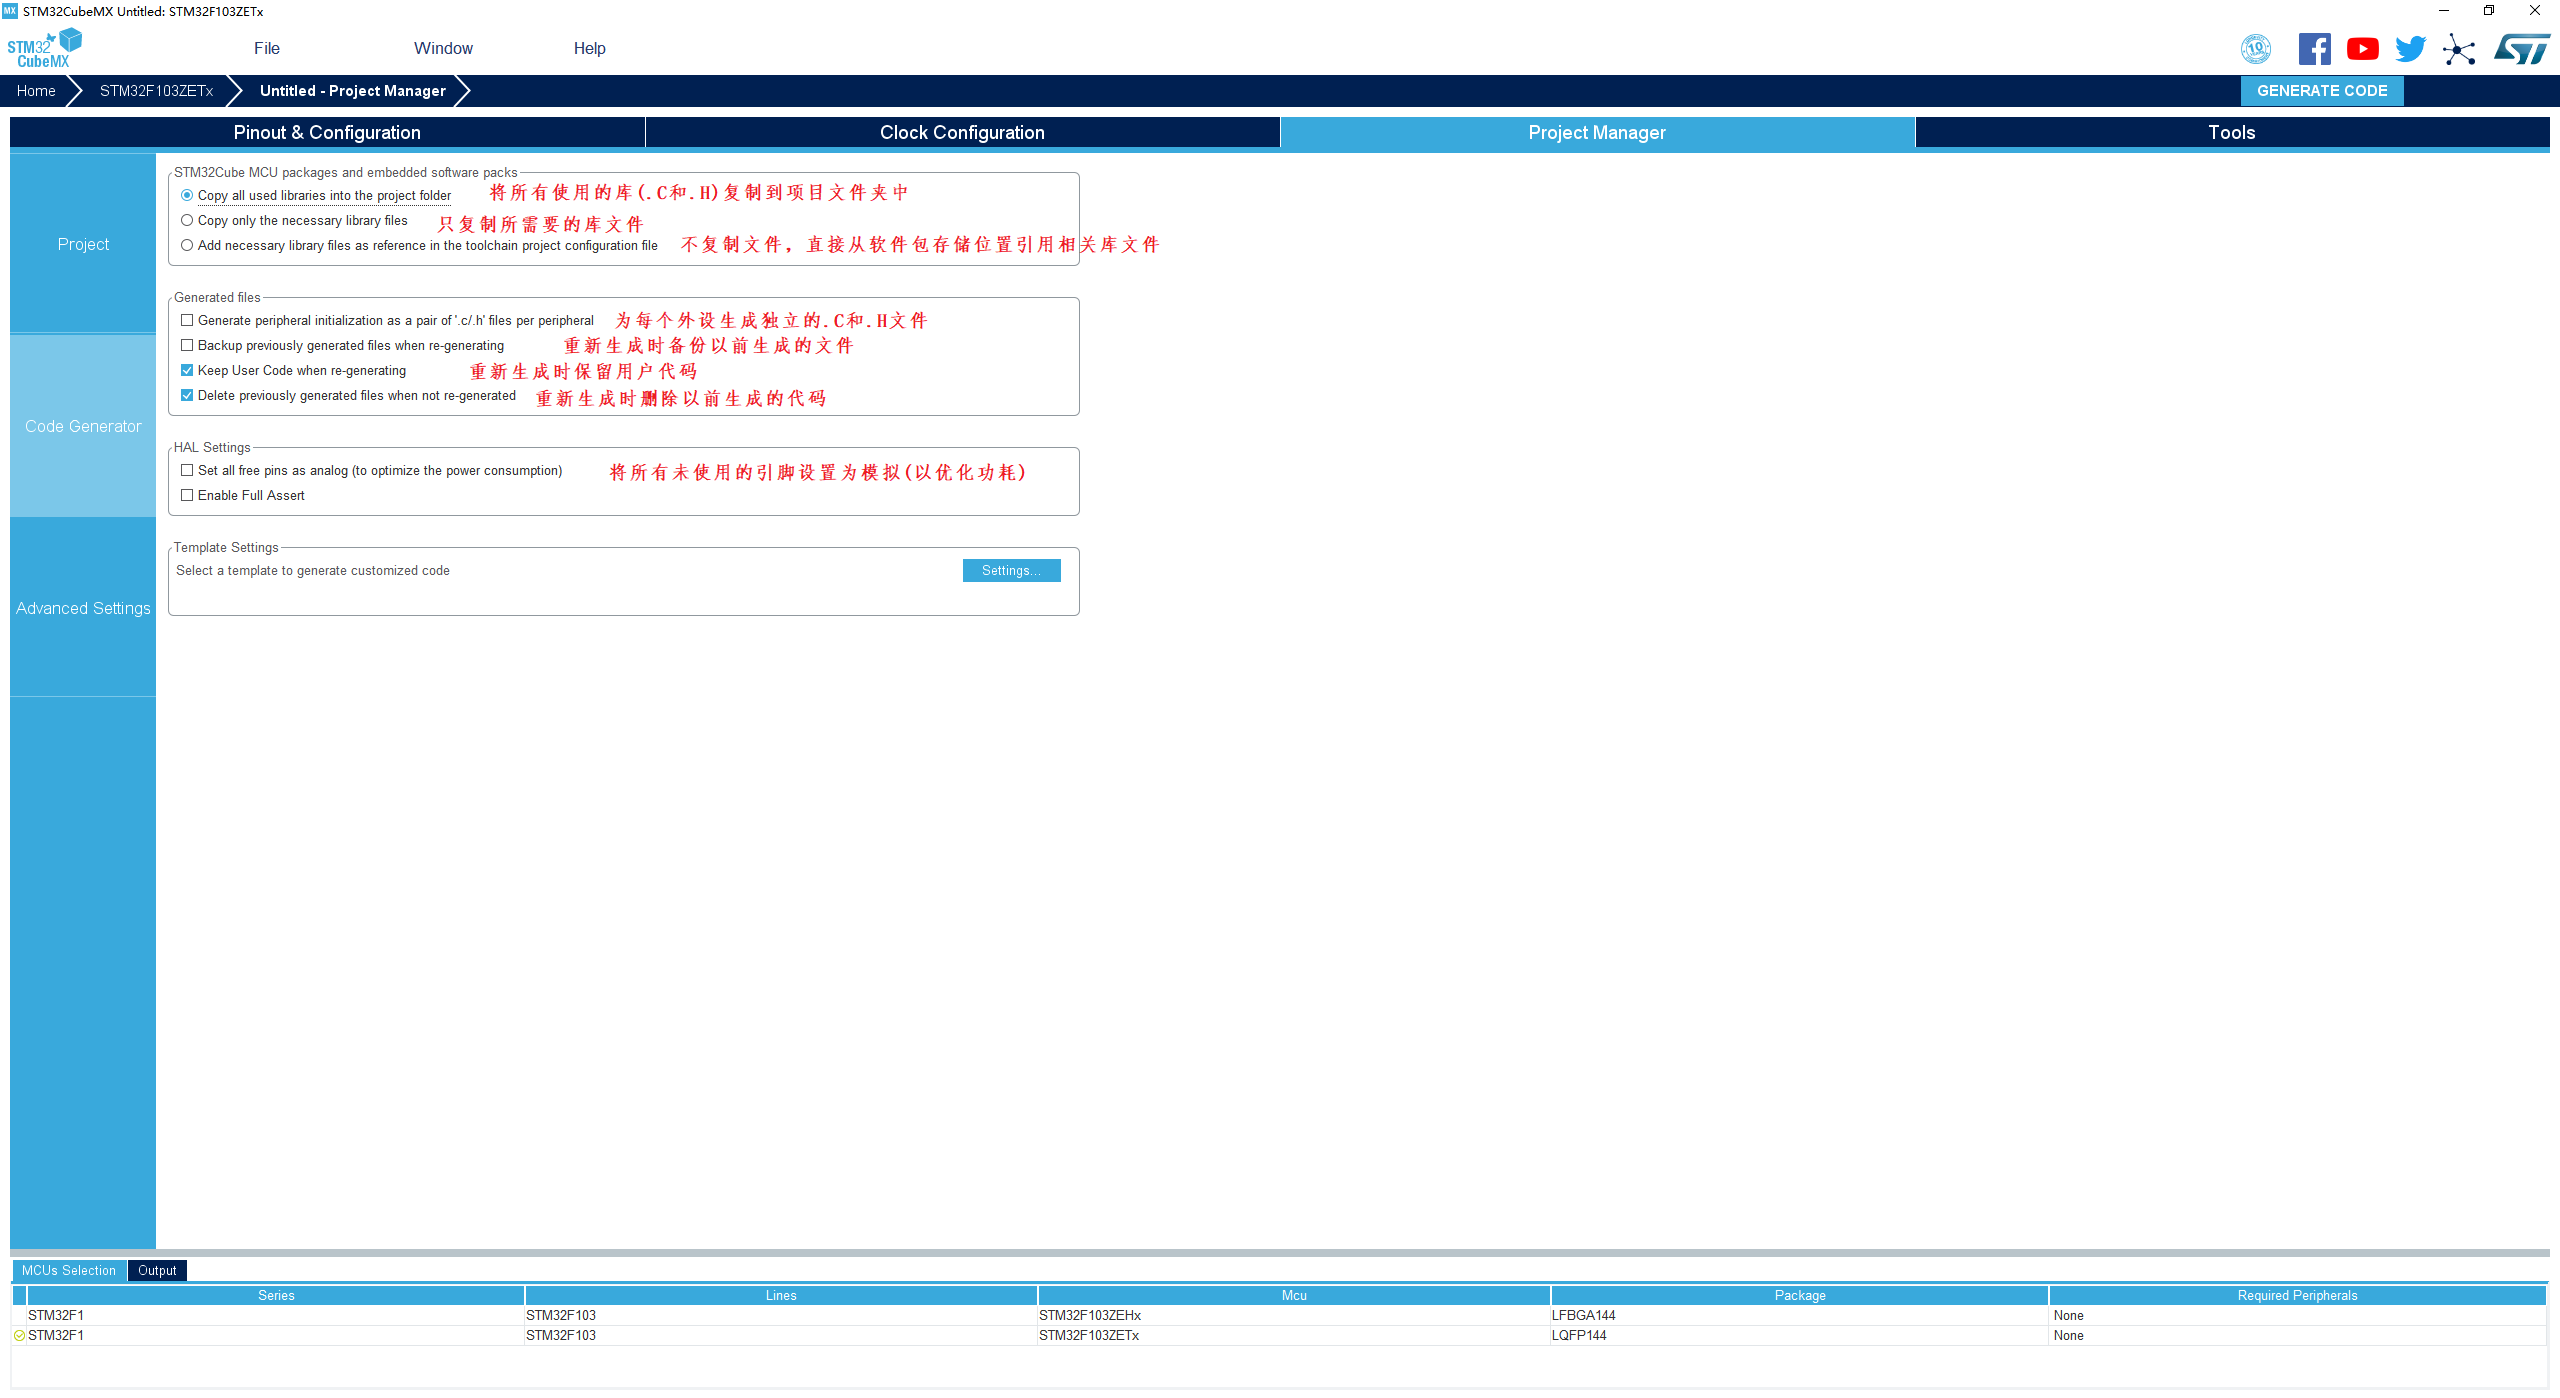 MX STM32CubeMX Untitled: STM32F103ZETx
STM32
CubeMX
File Window Help
10
ST
Home STM32F103ZETx Untitled - Project Manager GENERATE CODE
Pinout & Configuration Clock Configuration Project Manager Tools
Project
Code Generator
Advanced Settings
STM32Cube MCU packages and embedded software packs
Copy all used libraries into the project folder 将所有使用的库(.C和.H)复制到项目文件夹中
Copy only the necessary library files 只复制所需要的库文件
Add necessary library files as reference in the toolchain project configuration file 不复制文件，直接从软件包存储位置引用相关库文件
Generated files
Generate peripheral initialization as a pair of '.c/.h' files per peripheral 为每个外设生成独立的.C和.H文件
Backup previously generated files when re-generating 重新生成时备份以前生成的文件
Keep User Code when re-generating 重新生成时保留用户代码
Delete previously generated files when not re-generated 重新生成时删除以前生成的代码
HAL Settings
Set all free pins as analog (to optimize the power consumption) 将所有未使用的引脚设置为模拟(以优化功耗)
Enable Full Assert
Template Settings
Select a template to generate customized code Settings...
MCUs Selection Output
Series Lines Mcu Package Required Peripherals
STM32F1 STM32F103 STM32F103ZEHx LFBGA144 None
STM32F1 STM32F103 STM32F103ZETx LQFP144 None